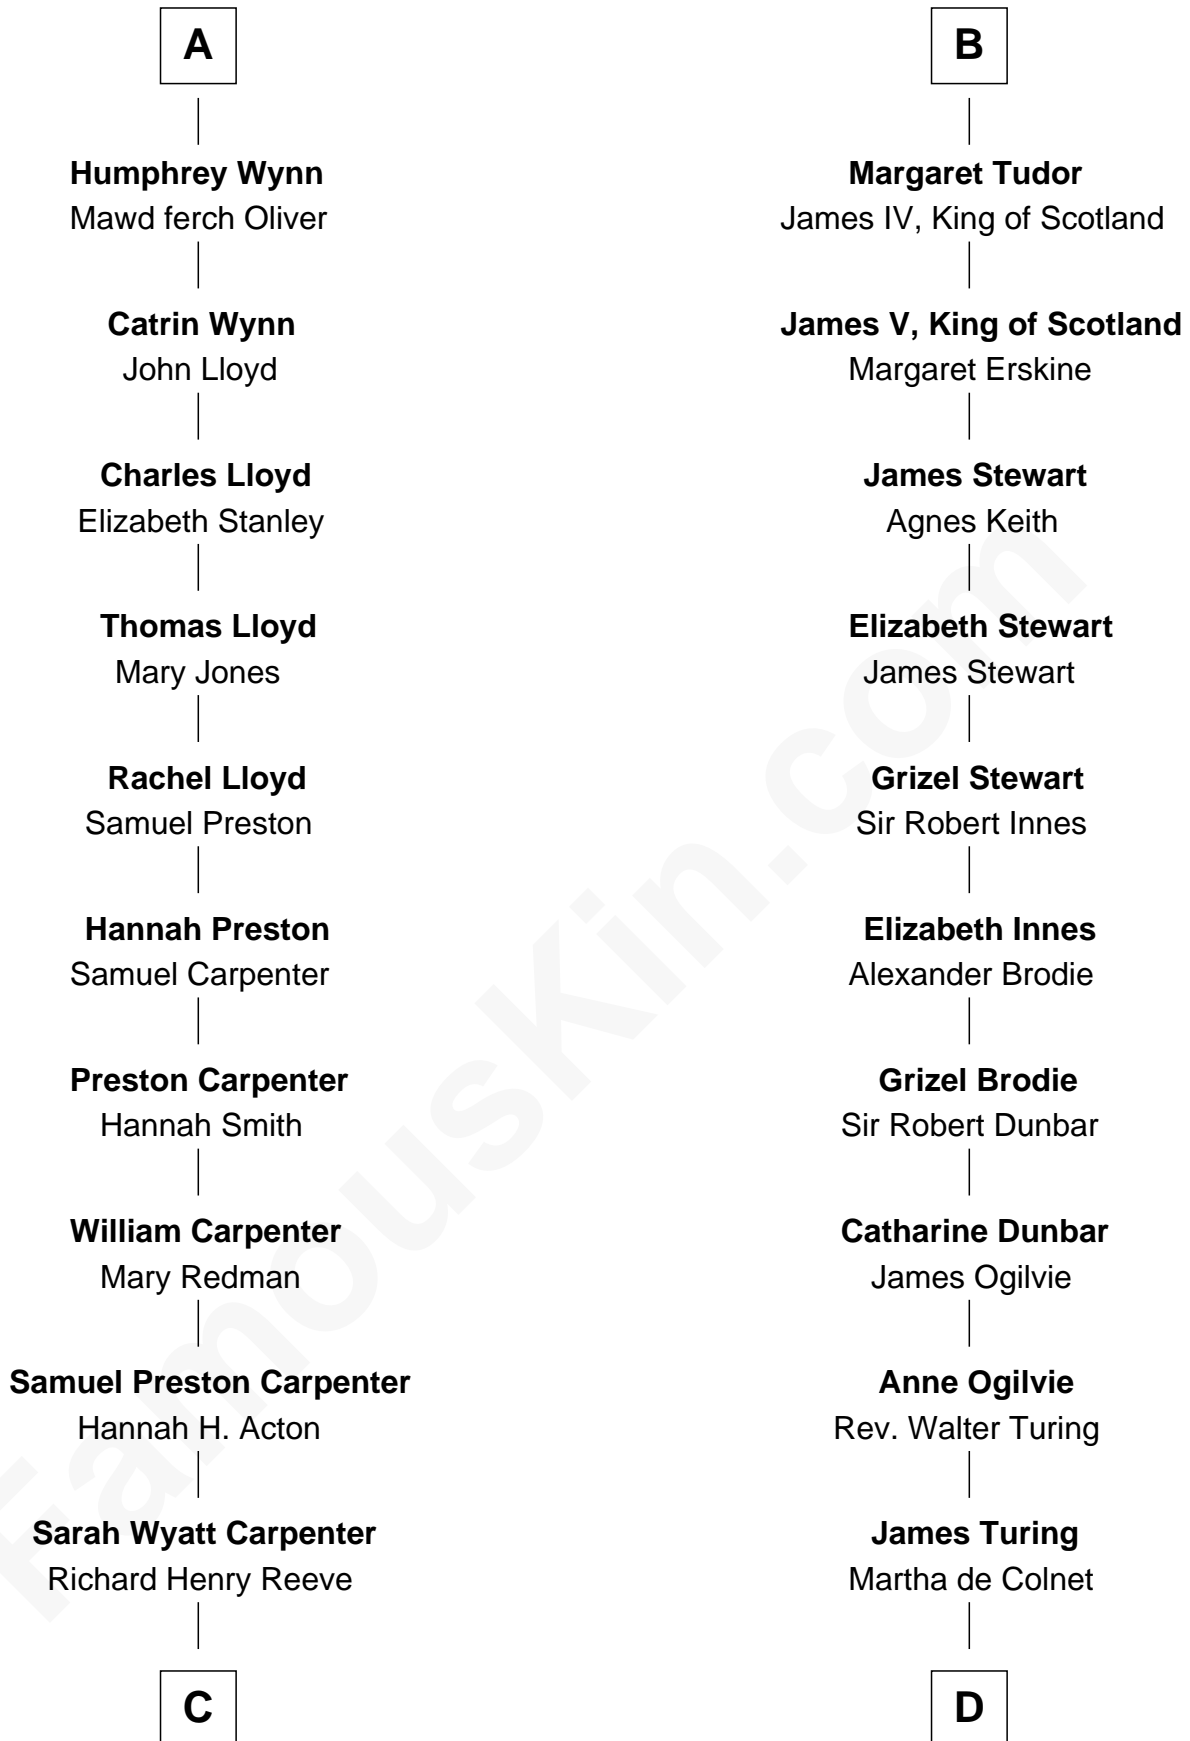 A
Humphrey Wynn
Mawd ferch Oliver
Catrin Wynn
John Lloyd
Charles Lloyd
Elizabeth Stanley
Thomas Lloyd
Mary Jones
Rachel Lloyd
Samuel Preston
Hannah Preston
Samuel Carpenter
Preston Carpenter
Hannah Smith
William Carpenter
Mary Redman
Samuel Preston Carpenter
Hannah H. Acton
Sarah Wyatt Carpenter
Richard Henry Reeve
C
B
Margaret Tudor
James IV, King of Scotland
James V, King of Scotland
Margaret Erskine
James Stewart
Agnes Keith
Elizabeth Stewart
James Stewart
Grizel Stewart
Sir Robert Innes
Elizabeth Innes
Alexander Brodie
Grizel Brodie
Sir Robert Dunbar
Catharine Dunbar
James Ogilvie
Anne Ogilvie
Rev. Walter Turing
James Turing
Martha de Colnet
D
FamousKin.com